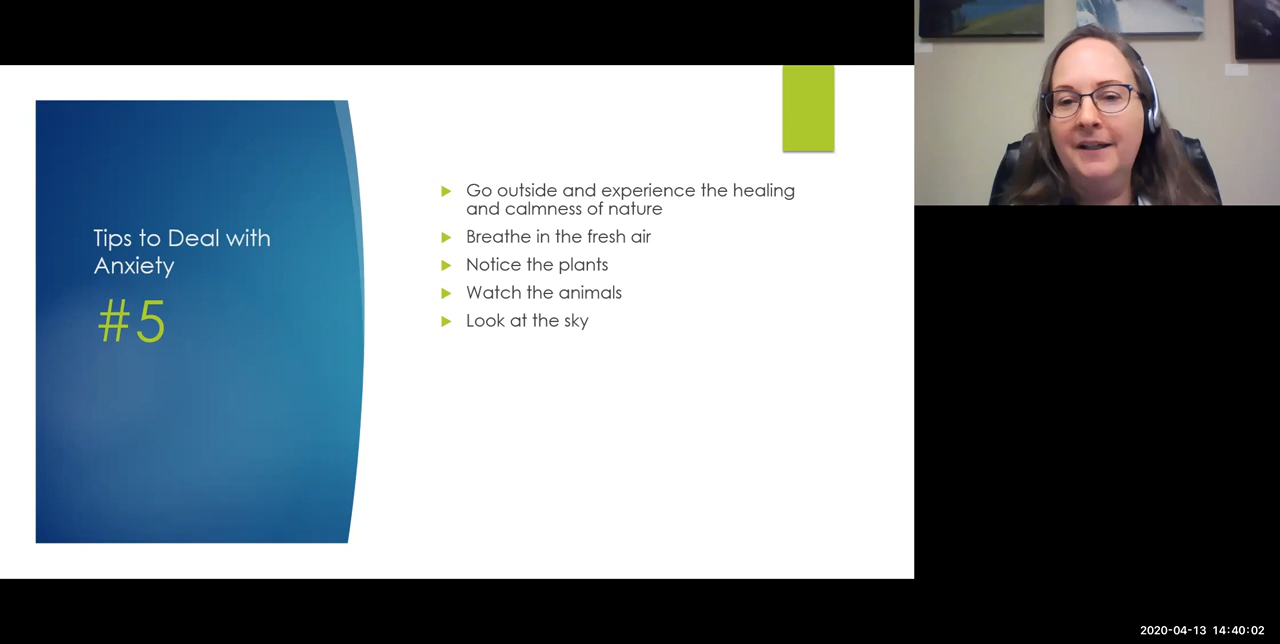 Tips to Deal with
Anxiety
#5
Go outside and experience the healing
and calmness of nature
Breathe in the fresh air
Notice the plants
Watch the animals
Look at the sky
2020-04-13 14:40:02